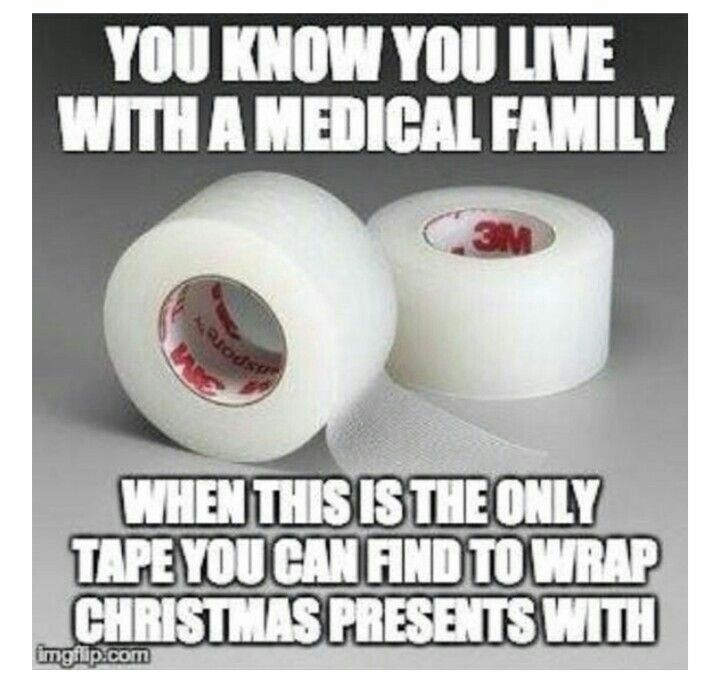 YOU KNOW YOU LIVE
WITH A MEDICAL FAMILY
3M
3M
WHEN THIS IS THE ONLY
TAPE YOU CAN FIND TO WRAP
CHRISTMAS PRESENTS WITH
imgflip.com